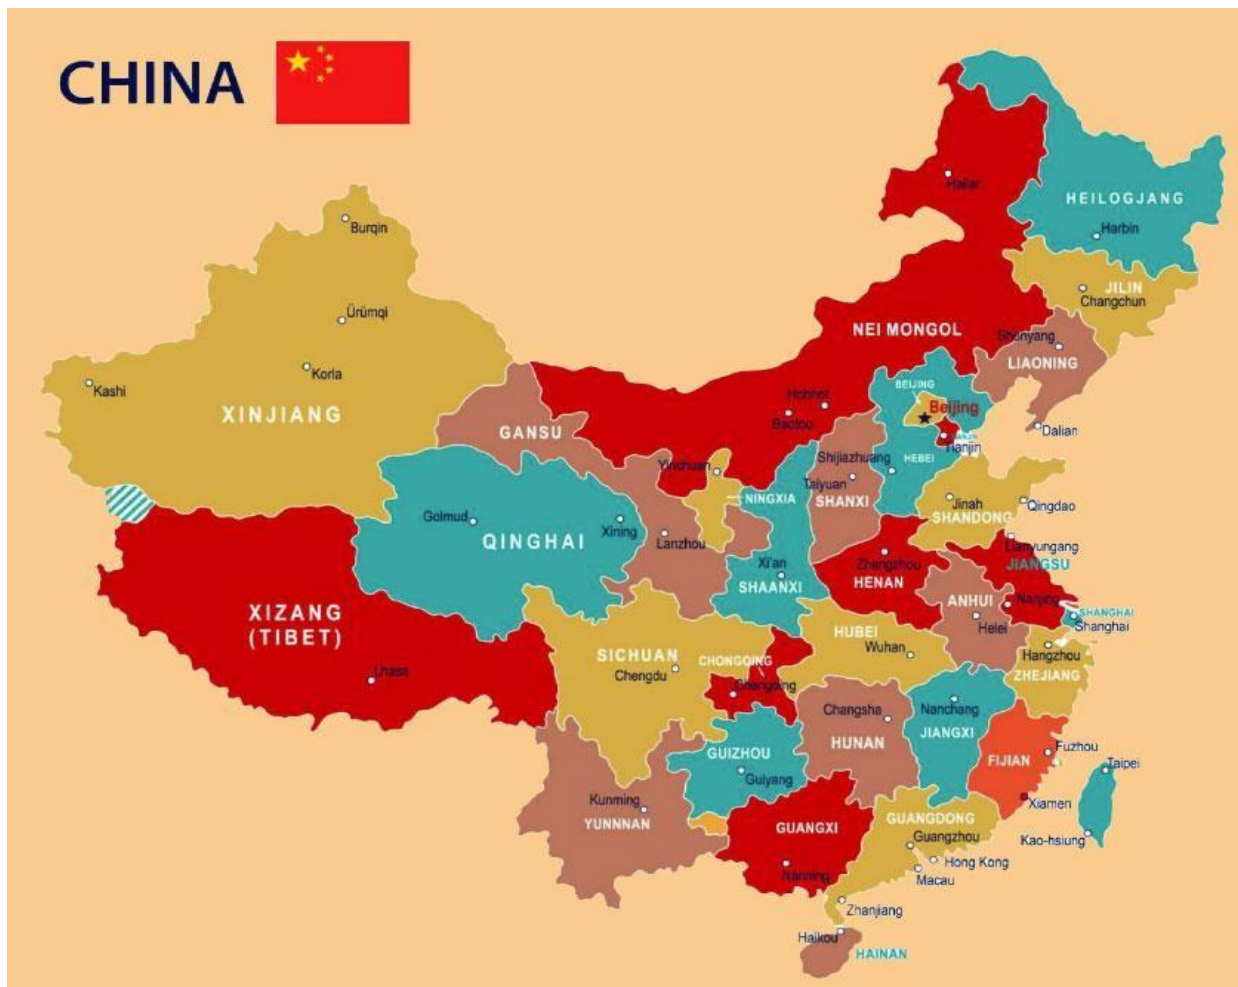 CHINA
Burqin
Hailar
HEILOGJANG
Harbin
Ürümqi
JILIN
Changchun
NEI MONGOL
Shenyang
LIAONING
Korla
Kashi
XINJIANG
BEIJING
Beijing
Hohhot
Baotou
Dalian
GANSU
TIANJIN
Tianjin
Shijiazhuang
HEBEI
Yinchuan
Taiyuan
SHANXI
NINGXIA
Jinah
Qingdao
SHANDONG
Golmud
Xining
QINGHAI
Lanzhou
Lianyungang
JIANGSU
Zhengzhou
HENAN
Xi'an
SHAANXI
XIZANG
(TIBET)
ANHUI
Nanjing
Helei
SHANGHAI
Shanghai
HUBEI
Wuhan
Hangzhou
ZHEJIANG
SICHUAN
Chengdu
CHONGQING
Lhasa
Changsha
HUNAN
Nanchang
JIANGXI
GUIZHOU
Guiyang
FIJIAN
Fuzhou
Taipei
Xiamen
Kunming
YUNNNAN
GUANGXI
GUANGDONG
Guangzhou
Kao-hsiung
Hong Kong
Macau
Nanning
Zhanjiang
Haikou
HAINAN